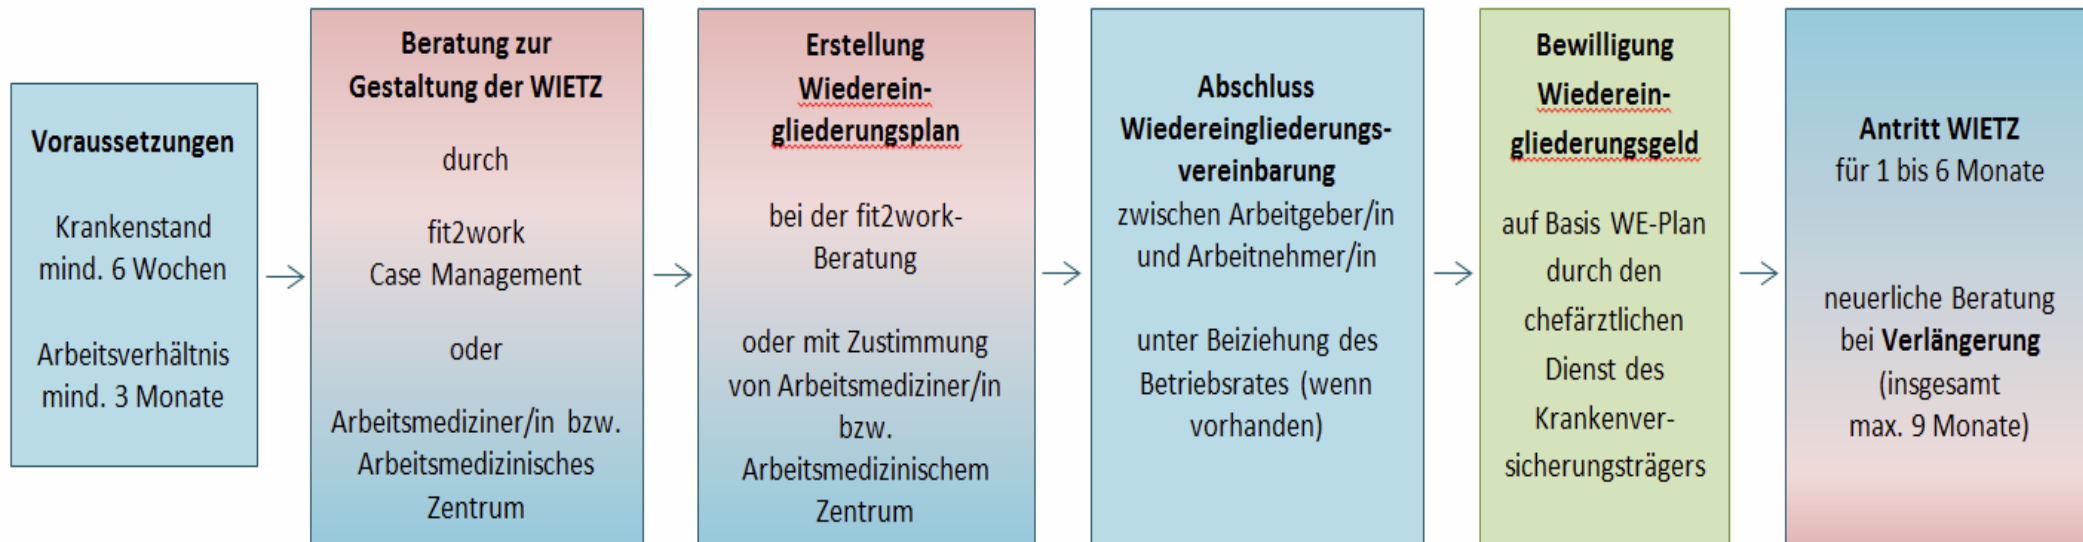 Voraussetzungen
Krankenstand
mind. 6 Wochen
Arbeitsverhältnis
mind. 3 Monate
Beratung zur
Gestaltung der WIETZ
durch
fit2work
Case Management
oder
Arbeitsmediziner/in bzw.
Arbeitsmedizinisches
Zentrum
Erstellung
Wiederein-
gliederungsplan
bei der fit2work-
Beratung
oder mit Zustimmung
von Arbeitsmediziner/in
bzw.
Arbeitsmedizinischem
Zentrum
Abschluss
Wiedereingliederungs-
vereinbarung
zwischen Arbeitgeber/in
und Arbeitnehmer/in
unter Beiziehung des
Betriebsrates (wenn
vorhanden)
Bewilligung
Wiederein-
gliederungsgeld
auf Basis WE-Plan
durch den
chefärztlichen
Dienst des
Krankenver-
sicherungsträgers
Antritt WIETZ
für 1 bis 6 Monate
neuerliche Beratung
bei Verlängerung
(insgesamt
max. 9 Monate)